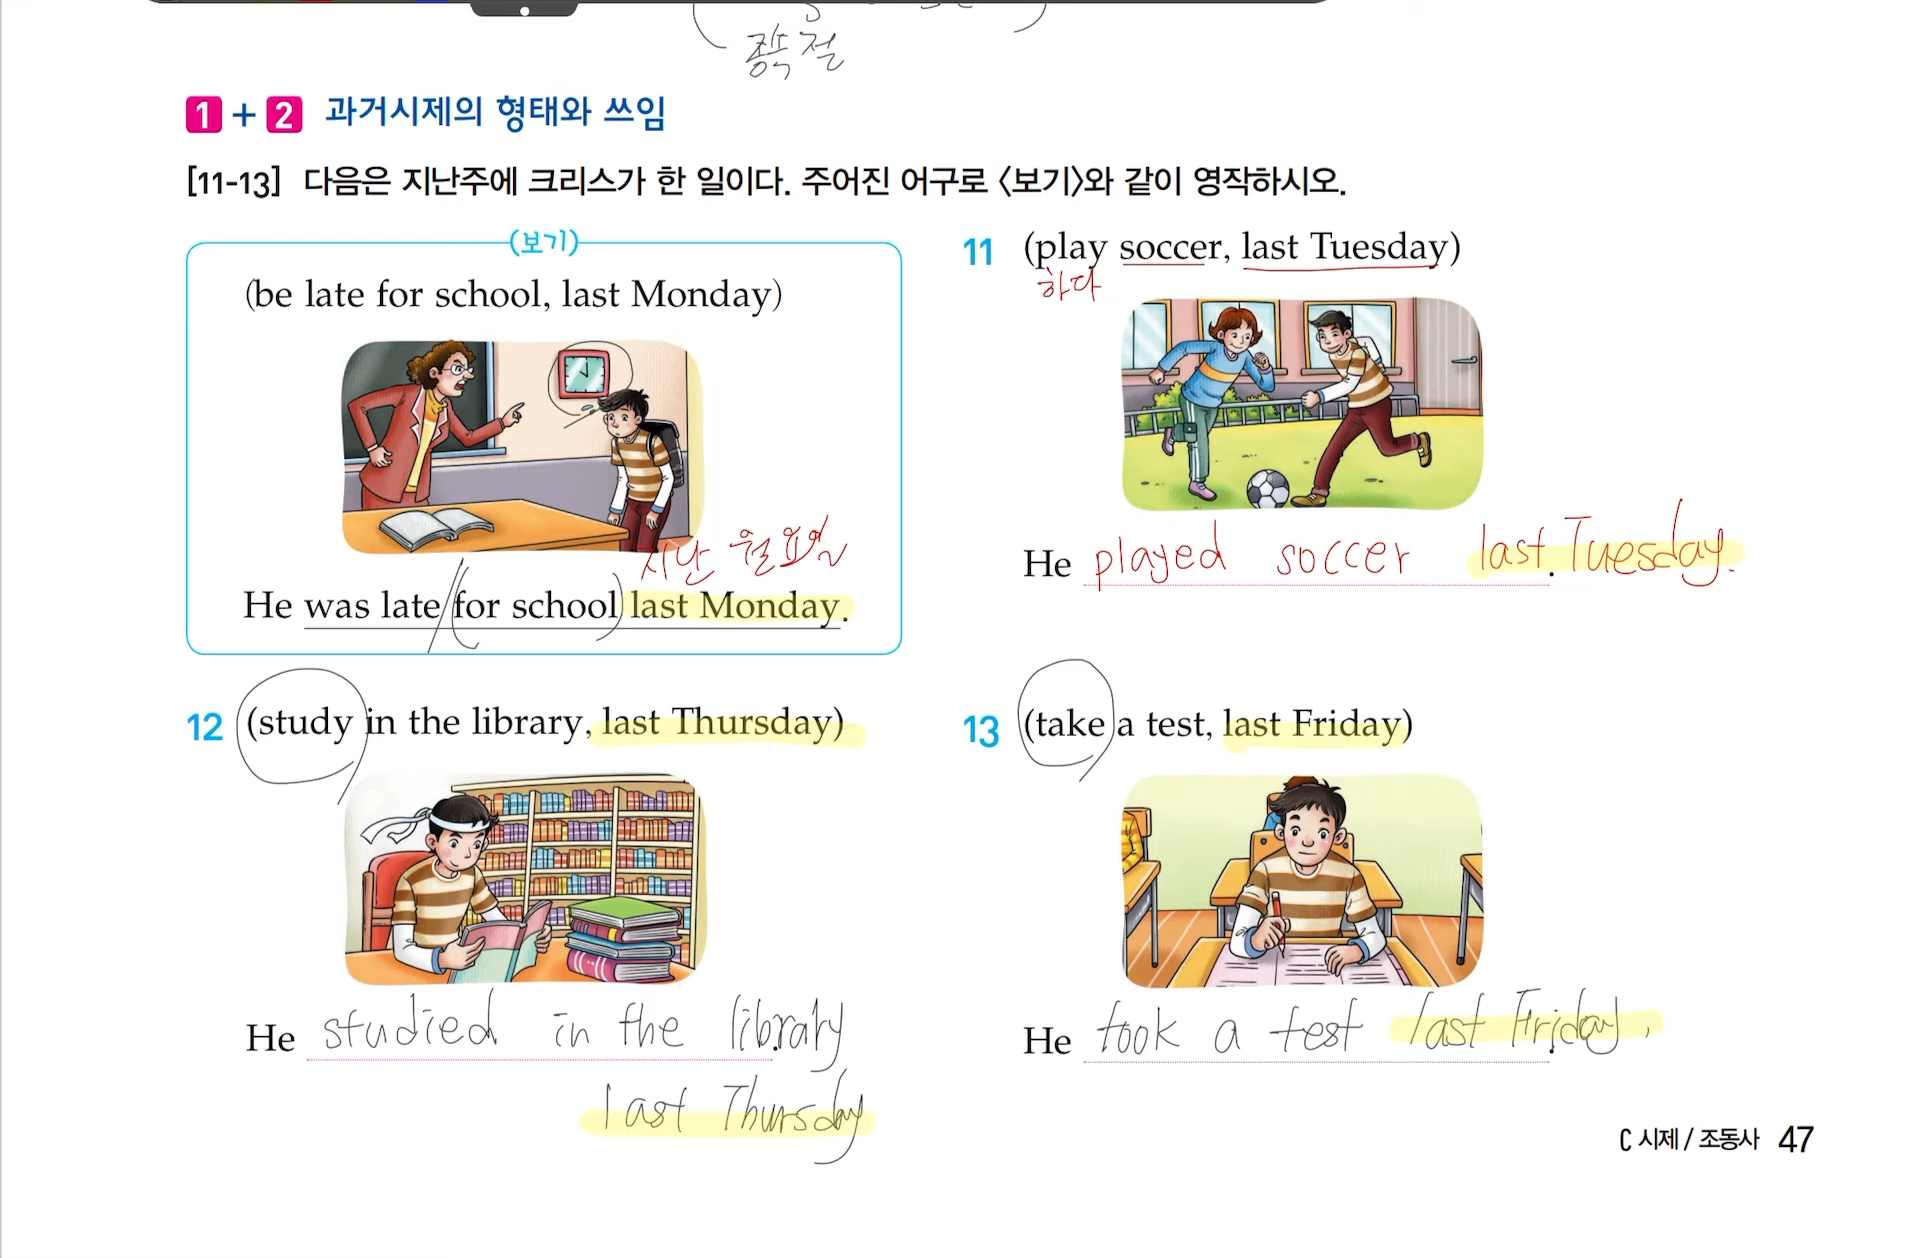 종속절
1 + 2 과거시제의 형태와 쓰임
[11-13] 다음은 지난주에 크리스가 한 일이다. 주어진 어구로 〈보기〉와 같이 영작하시오.
(보기)
(be late for school, last Monday)
지난 월요일
He was late for school last Monday.
11 (play soccer, last Tuesday)
하다
He played soccer last Tuesday.
12 (study in the library, last Thursday)
He studied in the library
last Thursday
13 (take a test, last Friday)
He took a test last Friday.
C 시제 / 조동사 47